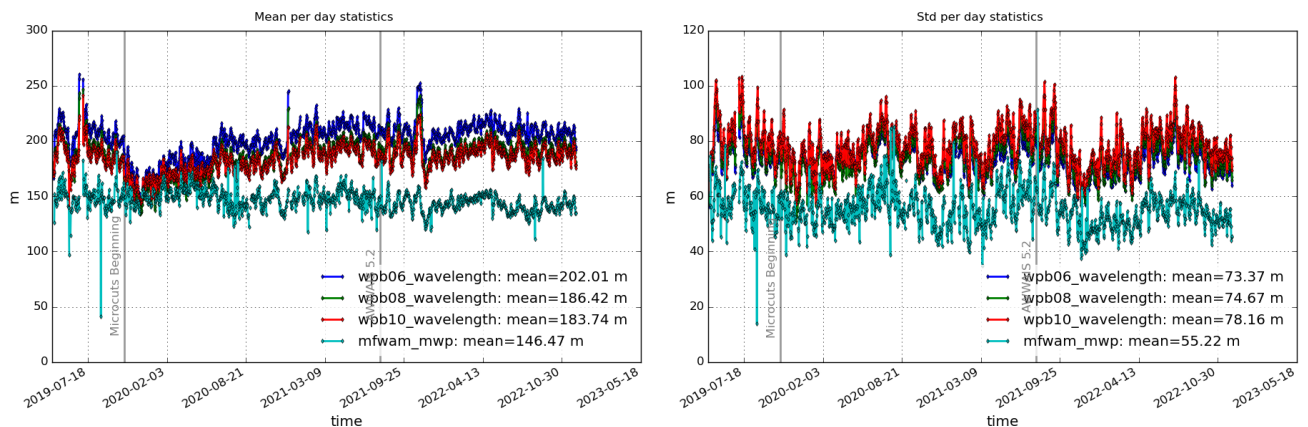 Mean per day statistics
300
250
200
150
100
50
0
m
Microcuts Beginning
AWWAIS 5.2
wpb06_wavelength: mean=202.01 m
wpb08_wavelength: mean=186.42 m
wpb10_wavelength: mean=183.74 m
mfwam_mwp: mean=146.47 m
2019-07-18
2020-02-03
2020-08-21
2021-03-09
2021-09-25
2022-04-13
2022-10-30
2023-05-18
time
Std per day statistics
120
100
80
60
40
20
0
m
Microcuts Beginning
AWWAIS 5.2
wpb06_wavelength: mean=73.37 m
wpb08_wavelength: mean=74.67 m
wpb10_wavelength: mean=78.16 m
mfwam_mwp: mean=55.22 m
2019-07-18
2020-02-03
2020-08-21
2021-03-09
2021-09-25
2022-04-13
2022-10-30
2023-05-18
time